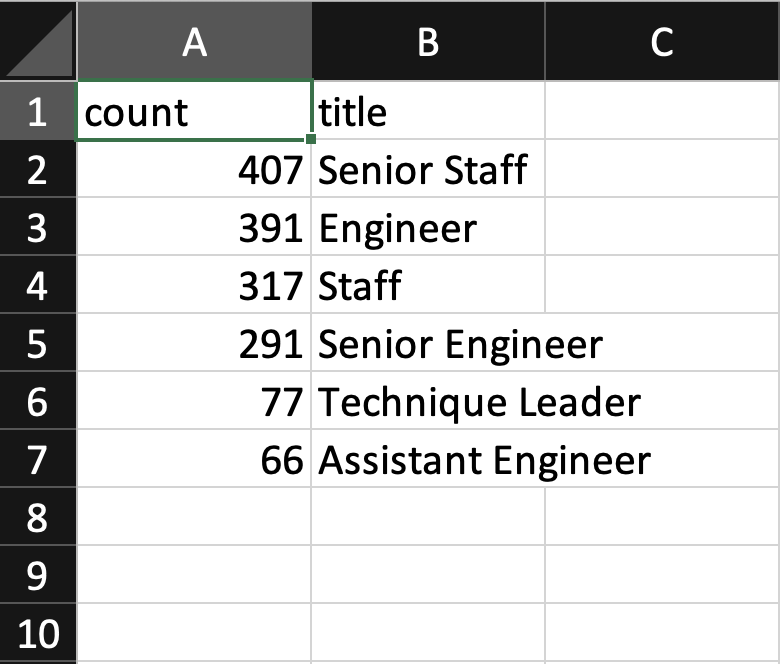 A B C
1 count title
2 407 Senior Staff
3 391 Engineer
4 317 Staff
5 291 Senior Engineer
6 77 Technique Leader
7 66 Assistant Engineer
8
9
10